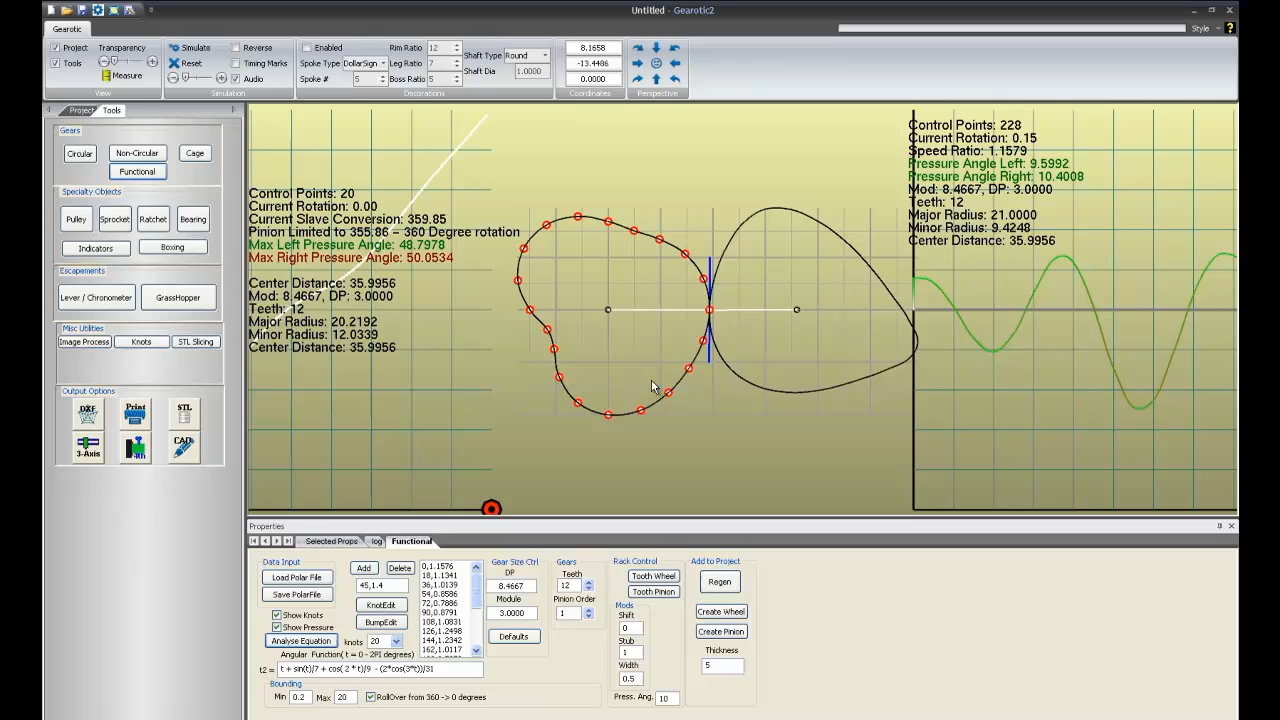 Untitled - Gearotic2
Gearotic
Style
Project
Transparency
Tools
Measure
View
Simulate
Reverse
Reset
Timing Marks
Audio
Simulation
Enabled
Rim Ratio 12
Shaft Type Round
Spoke Type DollarSign
Leg Ratio 7
Shaft Dia 1.0000
Spoke # 5
Boss Ratio 5
Decorations
8.1658
-13.4486
0.0000
Coordinates
Perspective
Project
Tools
Gears
Circular
Non-Circular
Cage
Functional
Specialty Objects
Pulley
Sprocket
Ratchet
Bearing
Indicators
Boxing
Escapements
Lever / Chronometer
GrassHopper
Misc Utilities
Image Process
Knots
STL Slicing
Output Options
DXF
Print
STL
3-Axis
4th
CAD
Control Points: 20
Current Rotation: 0.00
Current Slave Conversion: 359.85
Pinion Limited to 355.86 - 360 Degree rotation
Max Left Pressure Angle: 48.7978
Max Right Pressure Angle: 50.0534
Center Distance: 35.9956
Mod: 8.4667, DP: 3.0000
Teeth: 12
Major Radius: 20.2192
Minor Radius: 12.0339
Center Distance: 35.9956
Control Points: 228
Current Rotation: 0.15
Speed Ratio: 1.1579
Pressure Angle Left: 9.5992
Pressure Angle Right: 10.4008
Mod: 8.4667, DP: 3.0000
Teeth: 12
Major Radius: 21.0000
Minor Radius: 9.4248
Center Distance: 35.9956
Properties
Selected Props
log
Functional
Data Input
Load Polar File
Save PolarFile
Show Knots
Show Pressure
Analyse Equation
knots 20
Add
Delete
45,1.4
KnotEdit
BumpEdit
0,1.1576
18,1.1341
36,1.0139
54,0.8586
72,0.7886
90,0.8791
108,1.0831
126,1.2498
144,1.2342
162,1.0117
Angular Function( t = 0 - 2PI degrees)
t2 = t + sin(t)/7 + cos( 2 * t)/9 - (2*cos(3*t))/31
Bounding
Min 0.2
Max 20
RollOver from 360 -> 0 degrees
Gear Size Ctrl
DP
8.4667
Module
3.0000
Defaults
Gears
Teeth
12
Pinion Order
1
Rack Control
Tooth Wheel
Tooth Pinion
Mods
Shift
0
Stub
1
Width
0.5
Press. Ang. 10
Add to Project
Regen
Create Wheel
Create Pinion
Thickness
5